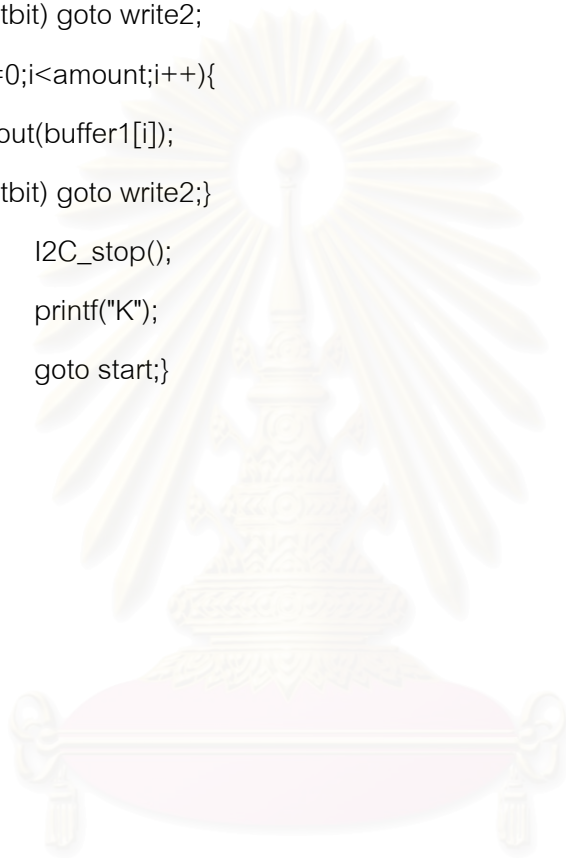 tbit) goto write2;
=0;i<amount;i++){
out(buffer1[i]);
tbit) goto write2;}
I2C_stop();
printf("K");
goto start;}